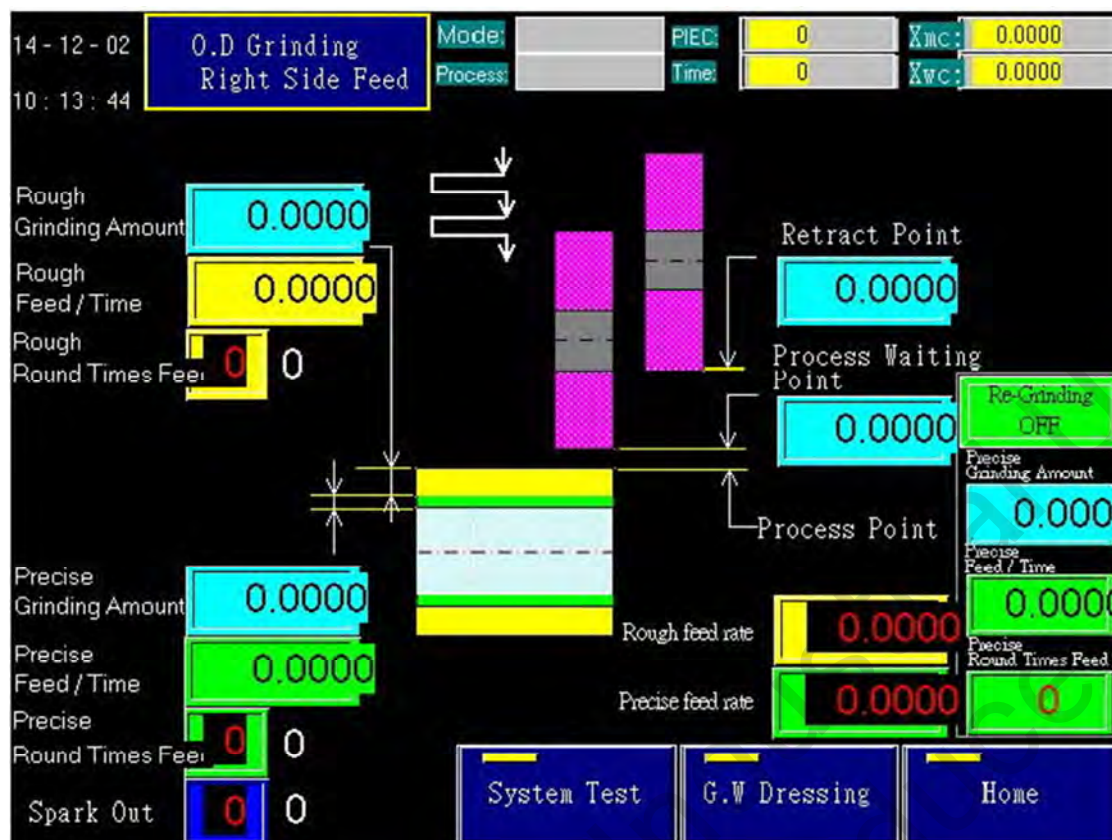 14 - 12 - 02
10 : 13 : 44
O.D Grinding
Right Side Feed
Mode:
Process:
PIEC: 0
Time: 0
Xmc: 0.0000
Xwc: 0.0000
Rough
Grinding Amount 0.0000
Rough
Feed / Time 0.0000
Rough
Round Times Fee 0 0
Retract Point
0.0000
Process Waiting
Point
0.0000
Process Point
Re-Grinding
OFF
Precise
Grinding Amount
0.000
Precise
Feed / Time
0.000
Precise
Round Times Feed
0
Precise
Grinding Amount 0.0000
Precise
Feed / Time 0.0000
Precise
Round Times Fee 0 0
Spark Out 0 0
Rough feed rate 0.0000
Precise feed rate 0.0000
System Test
G.W Dressing
Home